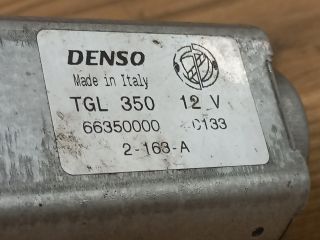 DENSO
Made in Italy
TGL 350 12 V
66350000 C133
2-163-A